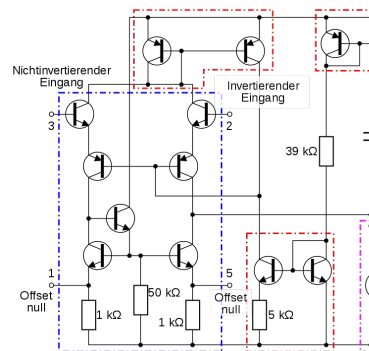 Nichtinvertierender
Eingang
3
Invertierender
Eingang
2
39 kΩ
1
Offset
null
1 kΩ
50 kΩ
1 kΩ
5
Offset
null
5 kΩ